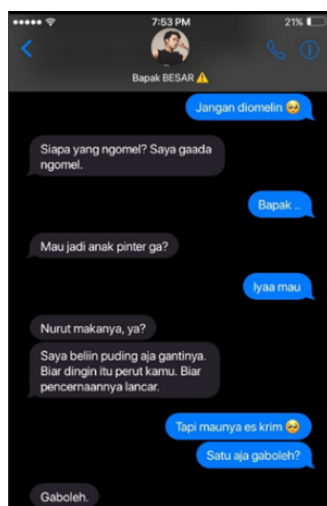 7:53 PM
21%
Bapak BESAR ⚠️
Jangan diomelin 🥺
Siapa yang ngomel? Saya gaada
ngomel.
Bapak ..
Mau jadi anak pinter ga?
Iyaa mau
Nurut makanya, ya?
Saya beliin puding aja gantinya.
Biar dingin itu perut kamu. Biar
pencernaannya lancar.
Tapi maunya es krim 🥺
Satu aja gaboleh?
Gaboleh.